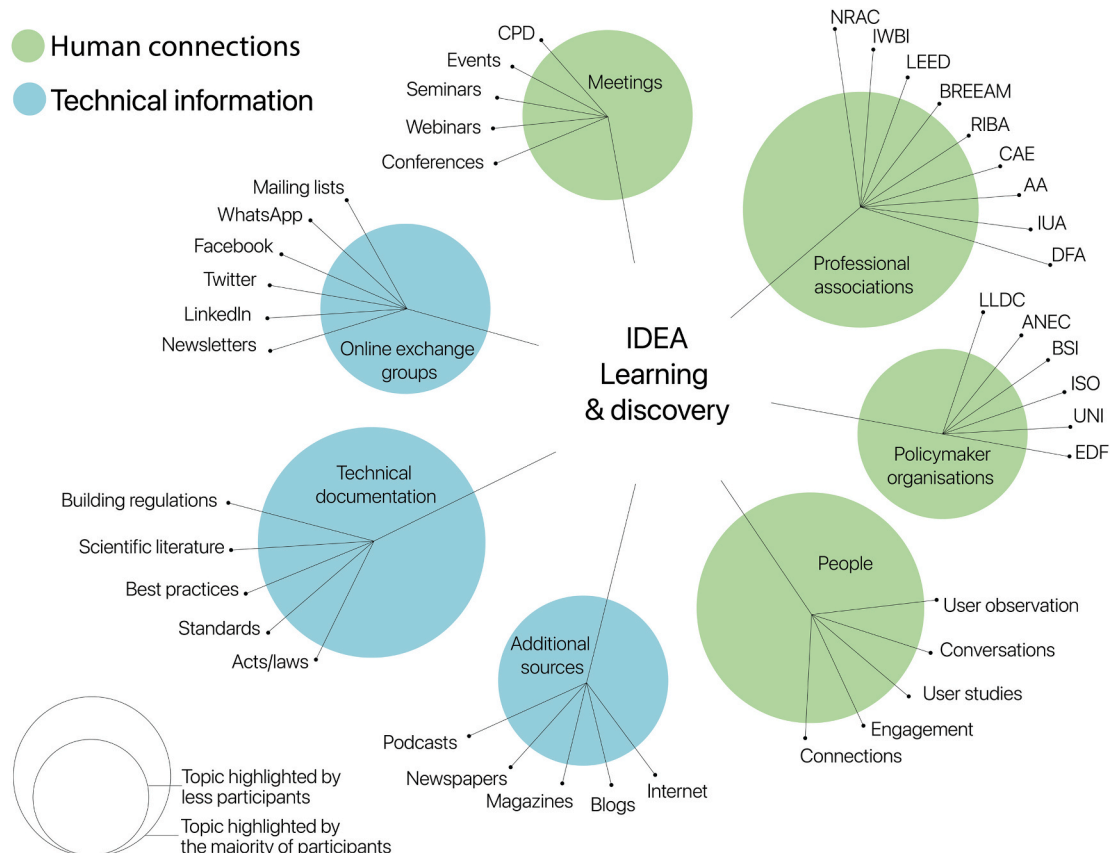 Human connections
Technical information
CPD
Events
Seminars
Webinars
Conferences
Meetings
NRAC
IWBI
LEED
BREEAM
RIBA
CAE
AA
IUA
DFA
Professional
associations
Mailing lists
WhatsApp
Facebook
Twitter
LinkedIn
Newsletters
Online exchange
groups
IDEA
Learning
& discovery
LLDC
ANEC
BSI
ISO
UNI
EDF
Policymaker
organisations
Technical
documentation
Building regulations
Scientific literature
Best practices
Standards
Acts/laws
People
User observation
Conversations
User studies
Engagement
Connections
Additional
sources
Podcasts
Newspapers
Magazines
Blogs
Internet
Topic highlighted by
less participants
Topic highlighted by
the majority of participants